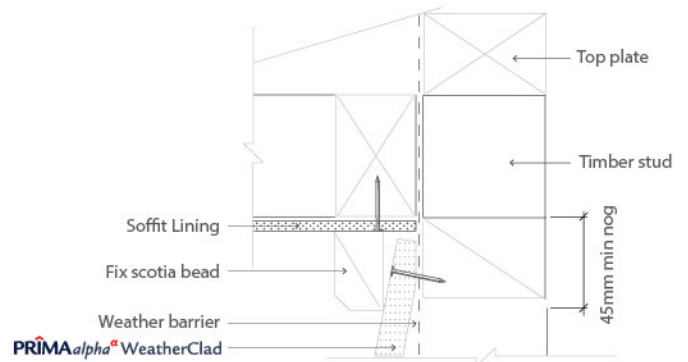 Top plate
Timber stud
Soffit Lining
Fix scotia bead
45mm min nog
Weather barrier
PRIMAalpha α WeatherClad